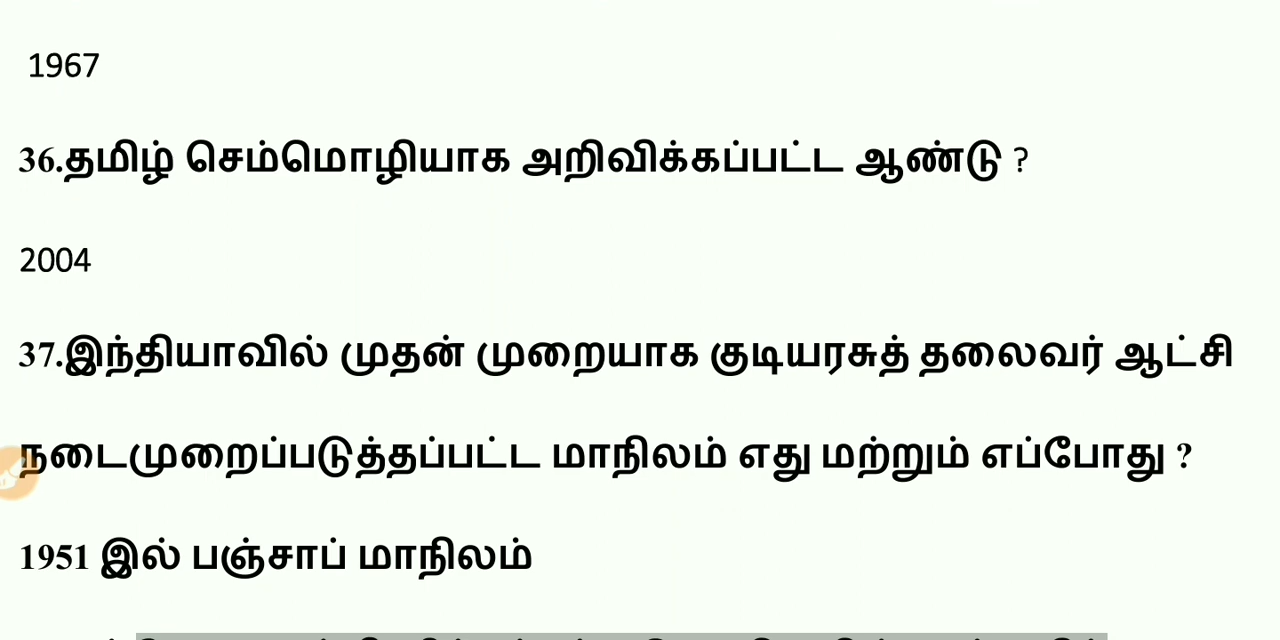 1967
36.தமிழ் செம்மொழியாக அறிவிக்கப்பட்ட ஆண்டு ?
2004
37.இந்தியாவில் முதன் முறையாக குடியரசுத் தலைவர் ஆட்சி
நடைமுறைப்படுத்தப்பட்ட மாநிலம் எது மற்றும் எப்போது ?
1951 இல் பஞ்சாப் மாநிலம்